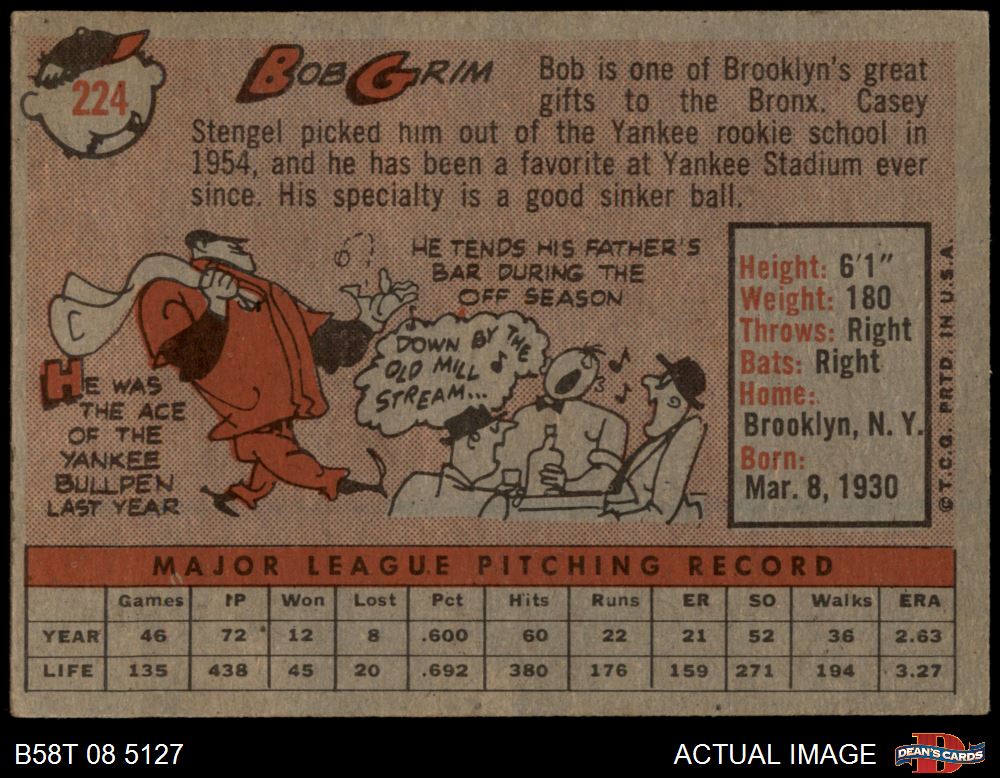 224
BOB GRIM
Bob is one of Brooklyn's great
gifts to the Bronx. Casey
Stengel picked him out of the Yankee rookie school in
1954, and he has been a favorite at Yankee Stadium ever
since. His specialty is a good sinker ball.
HE TENDS HIS FATHER'S
BAR DURING THE
OFF SEASON
DOWN BY THE
OLD MILL
STREAM...
HE WAS
THE ACE
OF THE
YANKEE
BULLPEN
LAST YEAR
Height: 6'1"
Weight: 180
Throws: Right
Bats: Right
Home:
Brooklyn, N. Y.
Born:
Mar. 8, 1930
© T.C.G. PRTD. IN U.S.A.
MAJOR LEAGUE PITCHING RECORD
Games IP Won Lost Pct Hits Runs ER SO Walks ERA
YEAR 46 72 12 8 .600 60 22 21 52 36 2.63
LIFE 135 438 45 20 .692 380 176 159 271 194 3.27
B58T 08 5127
ACTUAL IMAGE
D
DEAN'S CARDS